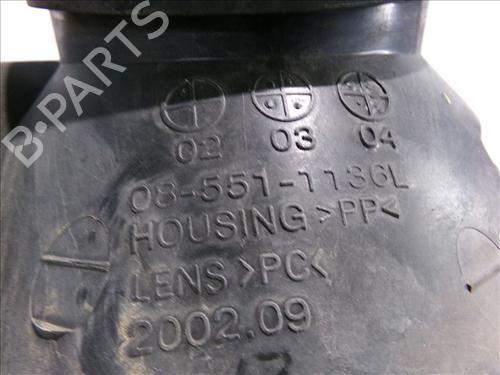 B-PARTS
02 03 04
08-551-1136L
HOUSING >PP<
LENS >PC<
2002.09